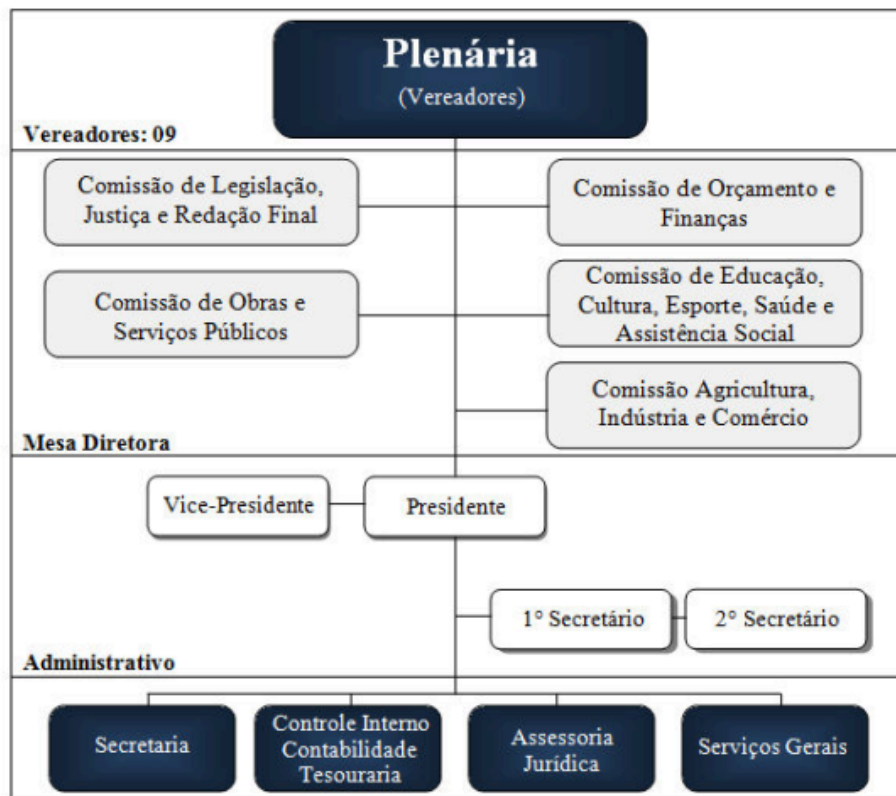 Plenária
(Vereadores)
Vereadores: 09
Comissão de Legislação,
Justiça e Redação Final
Comissão de Orçamento e
Finanças
Comissão de Obras e
Serviços Públicos
Comissão de Educação,
Cultura, Esporte, Saúde e
Assistência Social
Comissão Agricultura,
Indústria e Comércio
Mesa Diretora
Vice-Presidente
Presidente
1° Secretário
2° Secretário
Administrativo
Secretaria
Controle Interno
Contabilidade
Tesouraria
Assessoria
Jurídica
Serviços Gerais